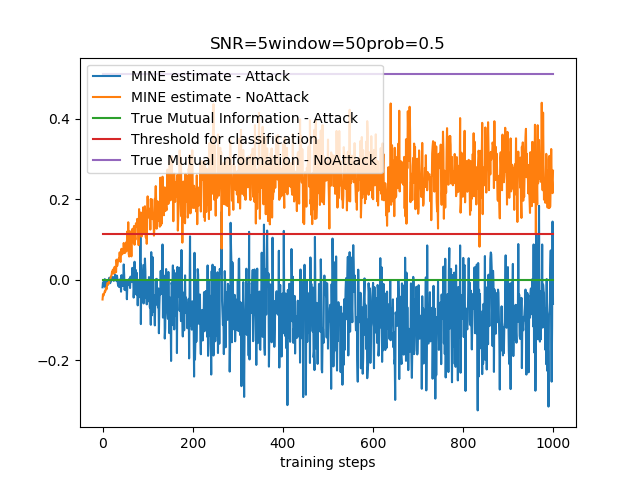 SNR=5window=50prob=0.5
MINE estimate - Attack
MINE estimate - NoAttack
True Mutual Information - Attack
Threshold for classification
True Mutual Information - NoAttack
0.4
0.2
0.0
−0.2
0 200 400 600 800 1000
training steps